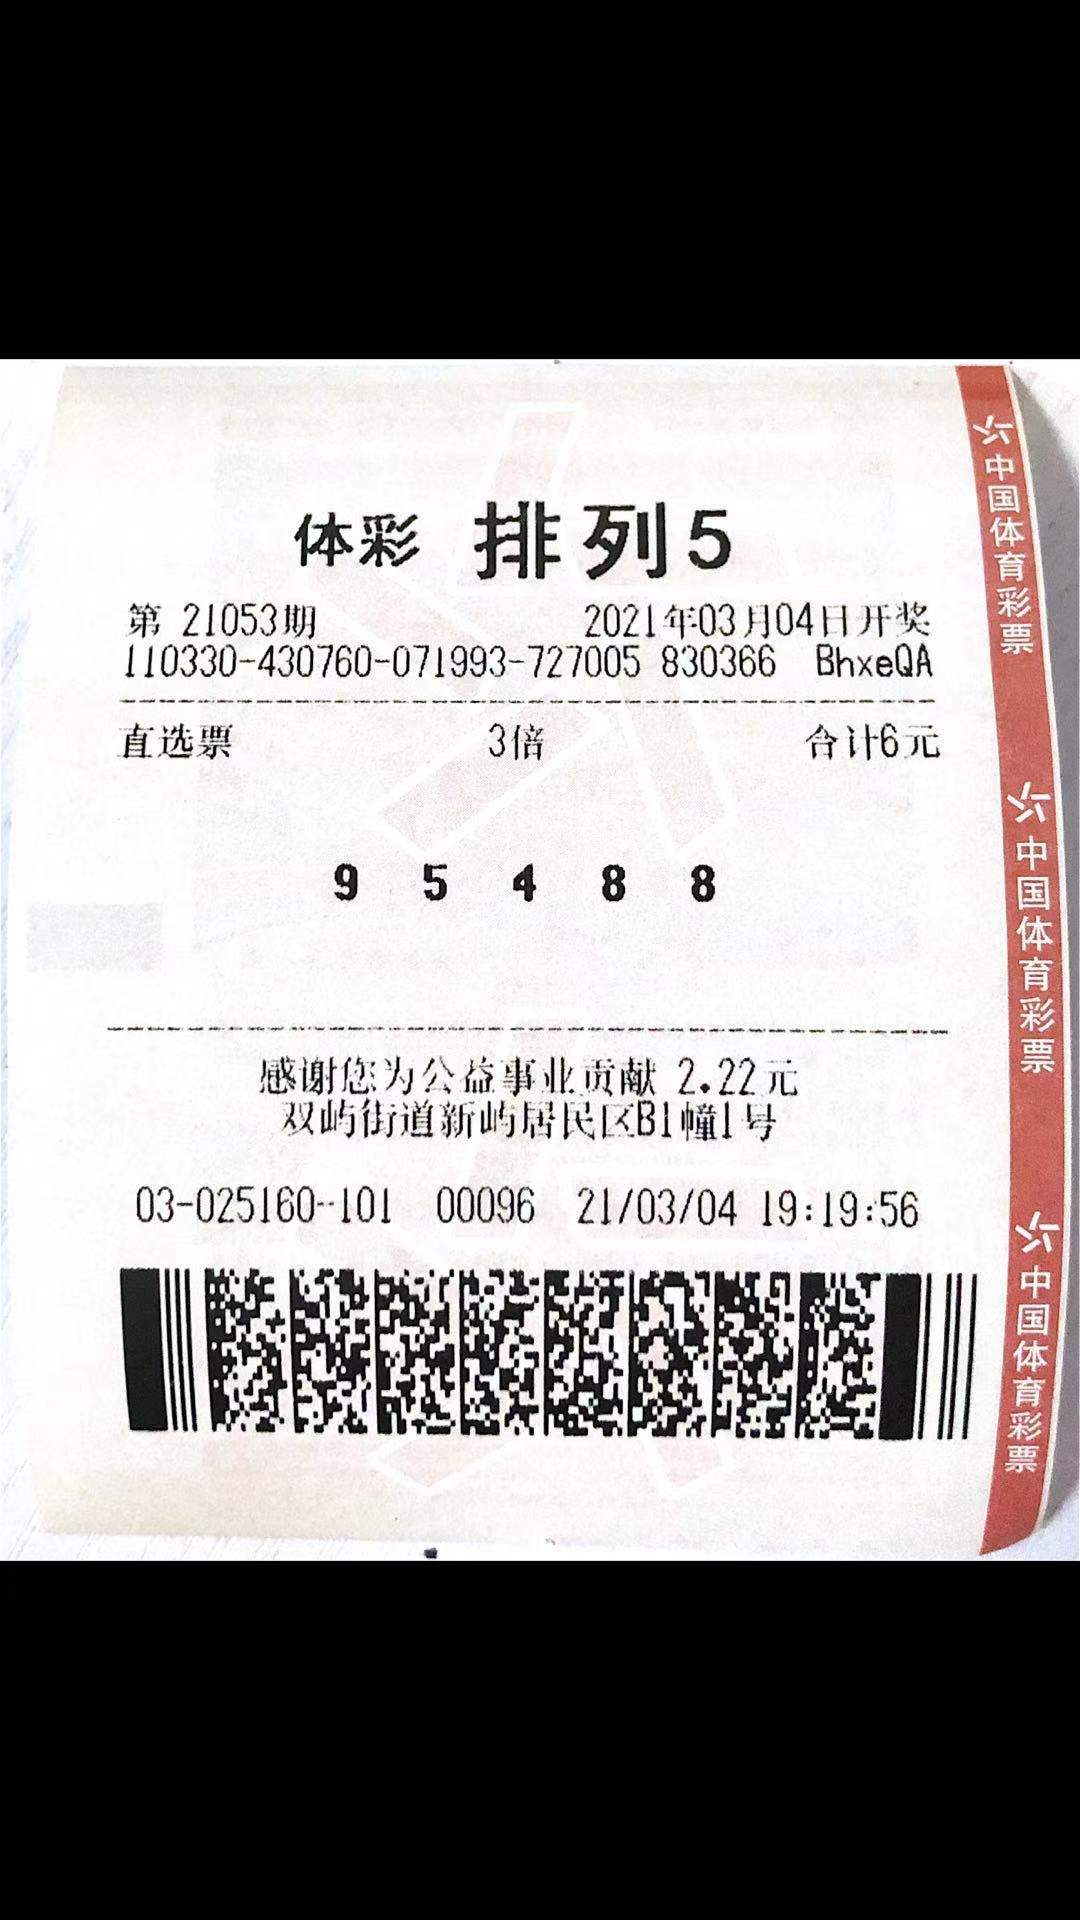 体彩 排列5
第 21053期 2021年03月04日开奖
110330-430760-071993-727005 830366 BhxeQA
直选票 3倍 合计6元
9 5 4 8 8
感谢您为公益事业贡献 2.22元
双屿街道新屿居民区B1幢1号
03-025160-101 00096 21/03/04 19:19:56
中国体育彩票
中国体育彩票
中国体育彩票